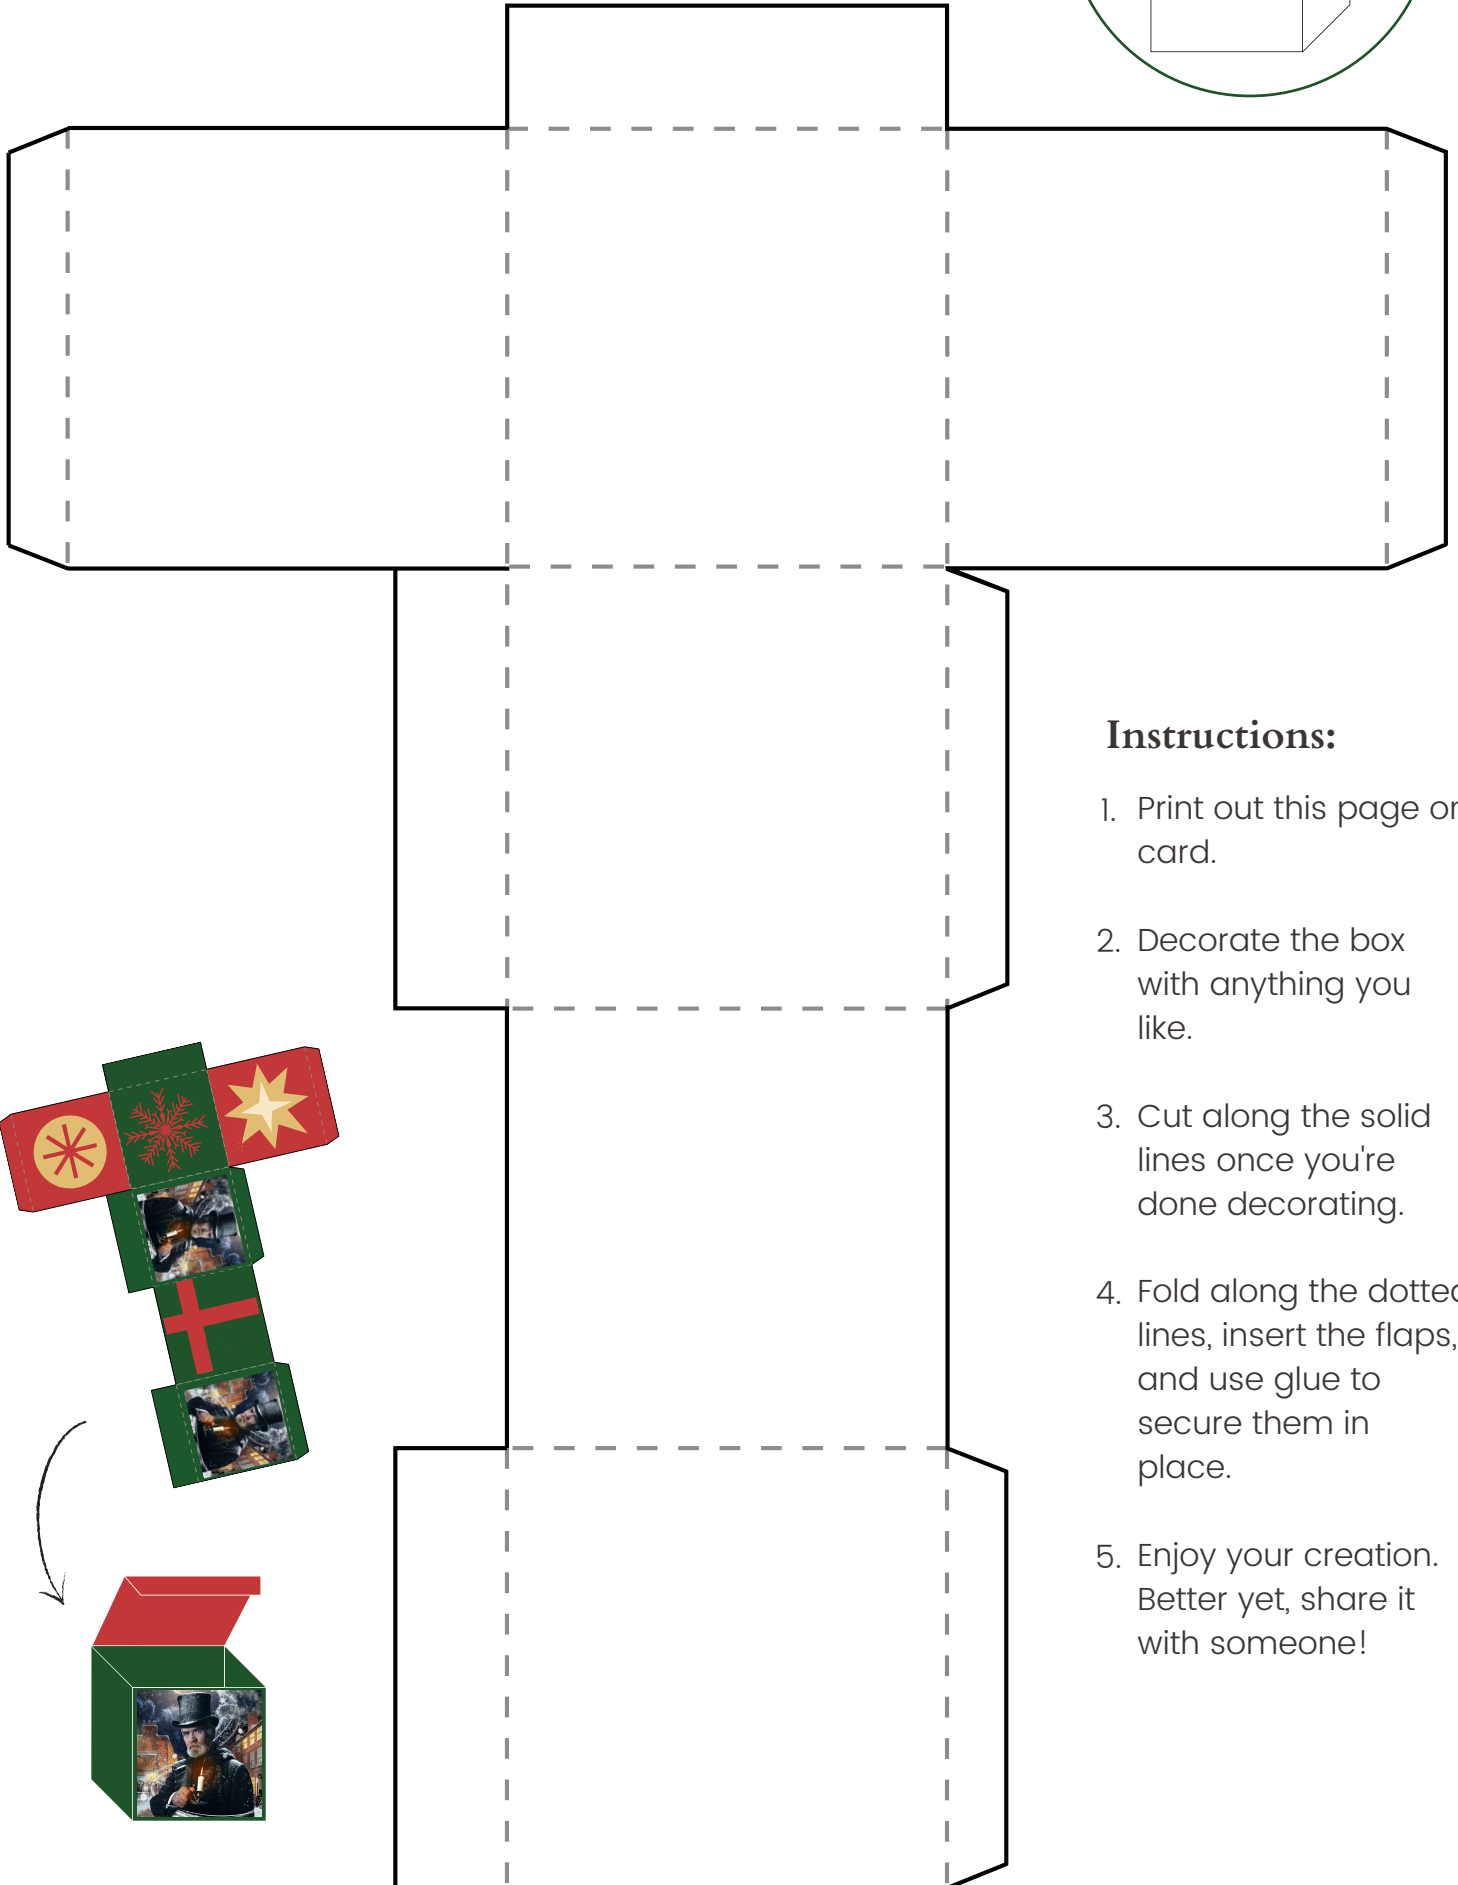 Instructions:
1. Print out this page on
card.
2. Decorate the box
with anything you
like.
3. Cut along the solid
lines once you're
done decorating.
4. Fold along the dotted
lines, insert the flaps,
and use glue to
secure them in
place.
5. Enjoy your creation.
Better yet, share it
with someone!